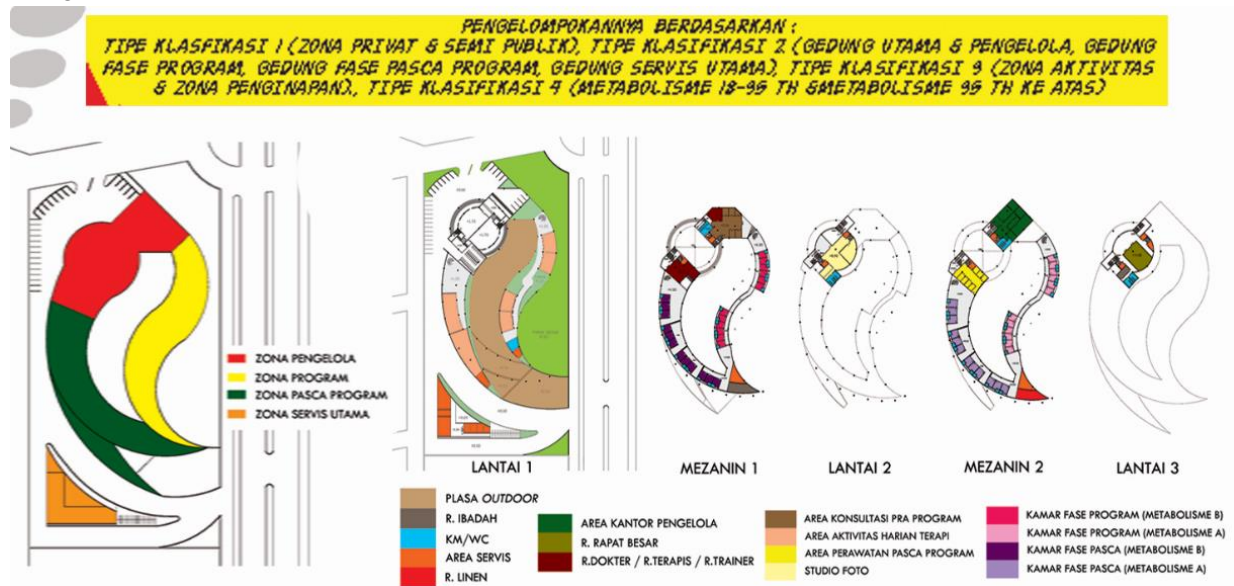 PENGELOMPOKANNYA BERDASARKAN :
TIPE KLASFIKASI 1 (ZONA PRIVAT & SEMI PUBLIK), TIPE KLASIFIKASI 2 (GEDUNG UTAMA & PENGELOLA, GEDUNG
FASE PROGRAM, GEDUNG FASE PASCA PROGRAM, GEDUNG SERVIS UTAMA), TIPE KLASIFIKASI 3 (ZONA AKTIVITAS
& ZONA PENGINAPAN), TIPE KLASIFIKASI 4 (METABOLISME 18-35 TH &METABOLISME 35 TH KE ATAS)
ZONA PENGELOLA
ZONA PROGRAM
ZONA PASCA PROGRAM
ZONA SERVIS UTAMA
LANTAI 1
MEZANIN 1
LANTAI 2
MEZANIN 2
LANTAI 3
PLASA OUTDOOR
R. IBADAH
KM/WC
AREA SERVIS
R. LINEN
AREA KANTOR PENGELOLA
R. RAPAT BESAR
R.DOKTER / R.TERAPIS / R.TRAINER
AREA KONSULTASI PRA PROGRAM
AREA AKTIVITAS HARIAN TERAPI
AREA PERAWATAN PASCA PROGRAM
STUDIO FOTO
KAMAR FASE PROGRAM (METABOLISME B)
KAMAR FASE PROGRAM (METABOLISME A)
KAMAR FASE PASCA (METABOLISME B)
KAMAR FASE PASCA (METABOLISME A)